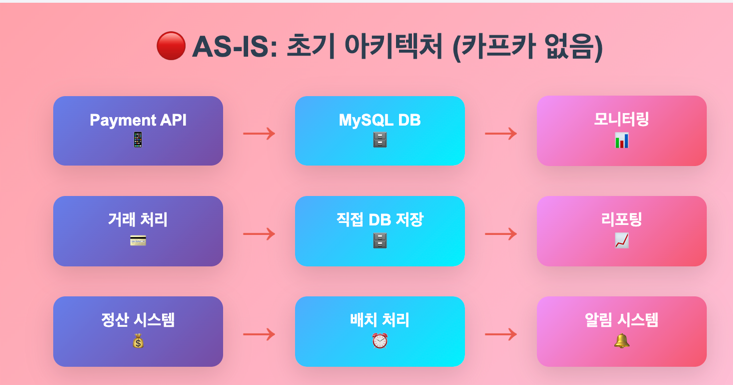 AS-IS: 초기 아키텍처 (카프카 없음)
Payment API
MySQL DB
모니터링
거래 처리
직접 DB 저장
리포팅
정산 시스템
배치 처리
알림 시스템